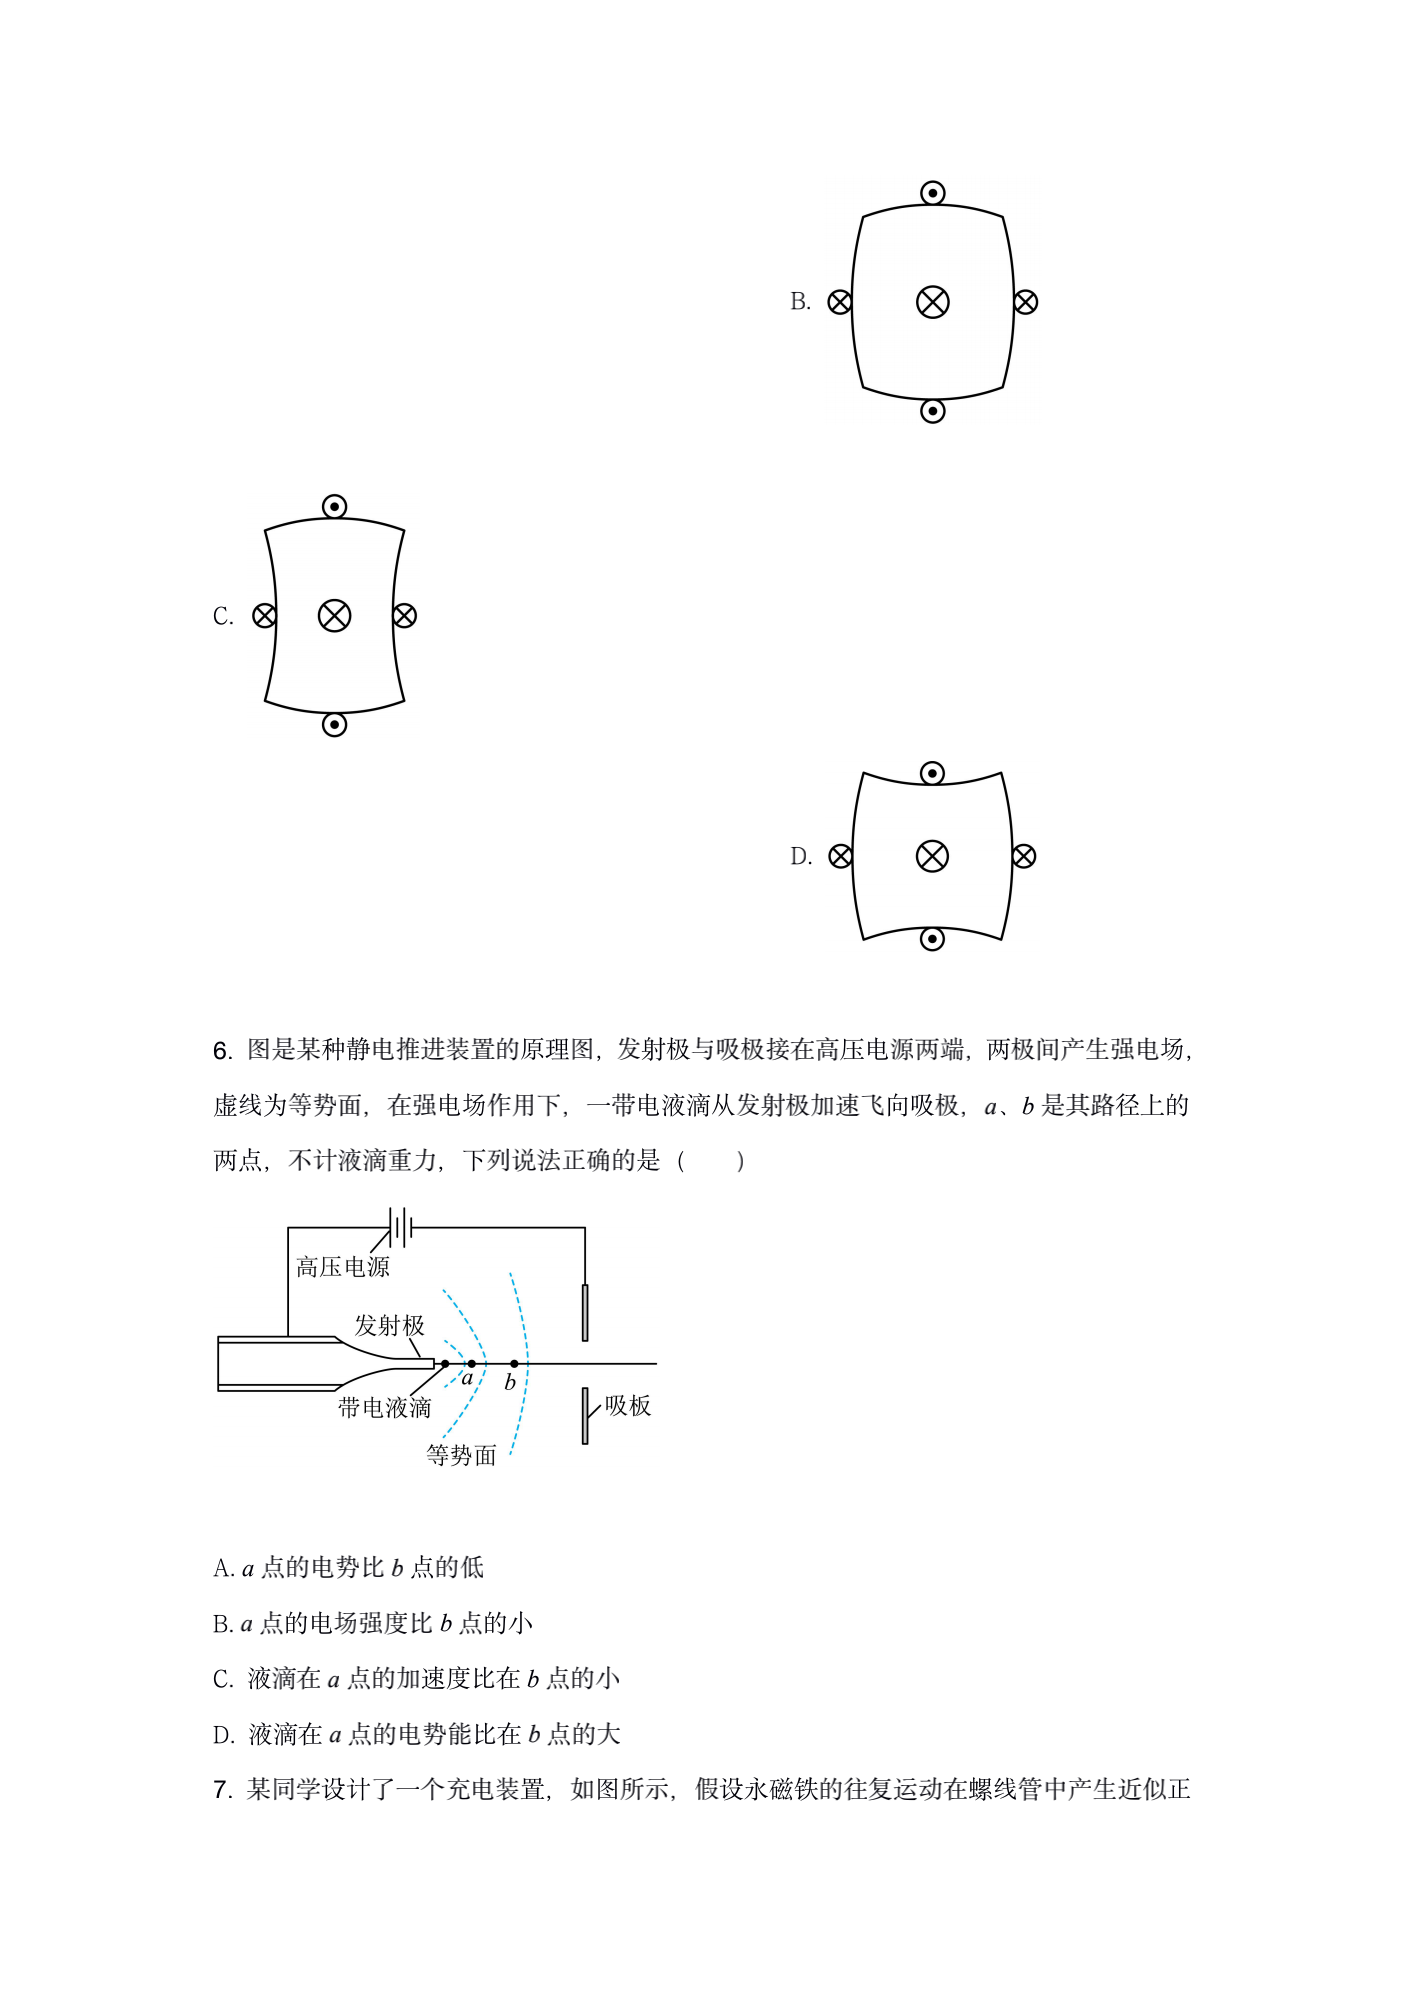 B.
C.
D.
6. 图是某种静电推进装置的原理图，发射极与吸极接在高压电源两端，两极间产生强电场，
虚线为等势面，在强电场作用下，一带电液滴从发射极加速飞向吸极，a、b 是其路径上的
两点，不计液滴重力，下列说法正确的是（　　）
高压电源
发射极
a
b
带电液滴
吸板
等势面
A. a 点的电势比 b 点的低
B. a 点的电场强度比 b 点的小
C. 液滴在 a 点的加速度比在 b 点的小
D. 液滴在 a 点的电势能比在 b 点的大
7. 某同学设计了一个充电装置，如图所示，假设永磁铁的往复运动在螺线管中产生近似正